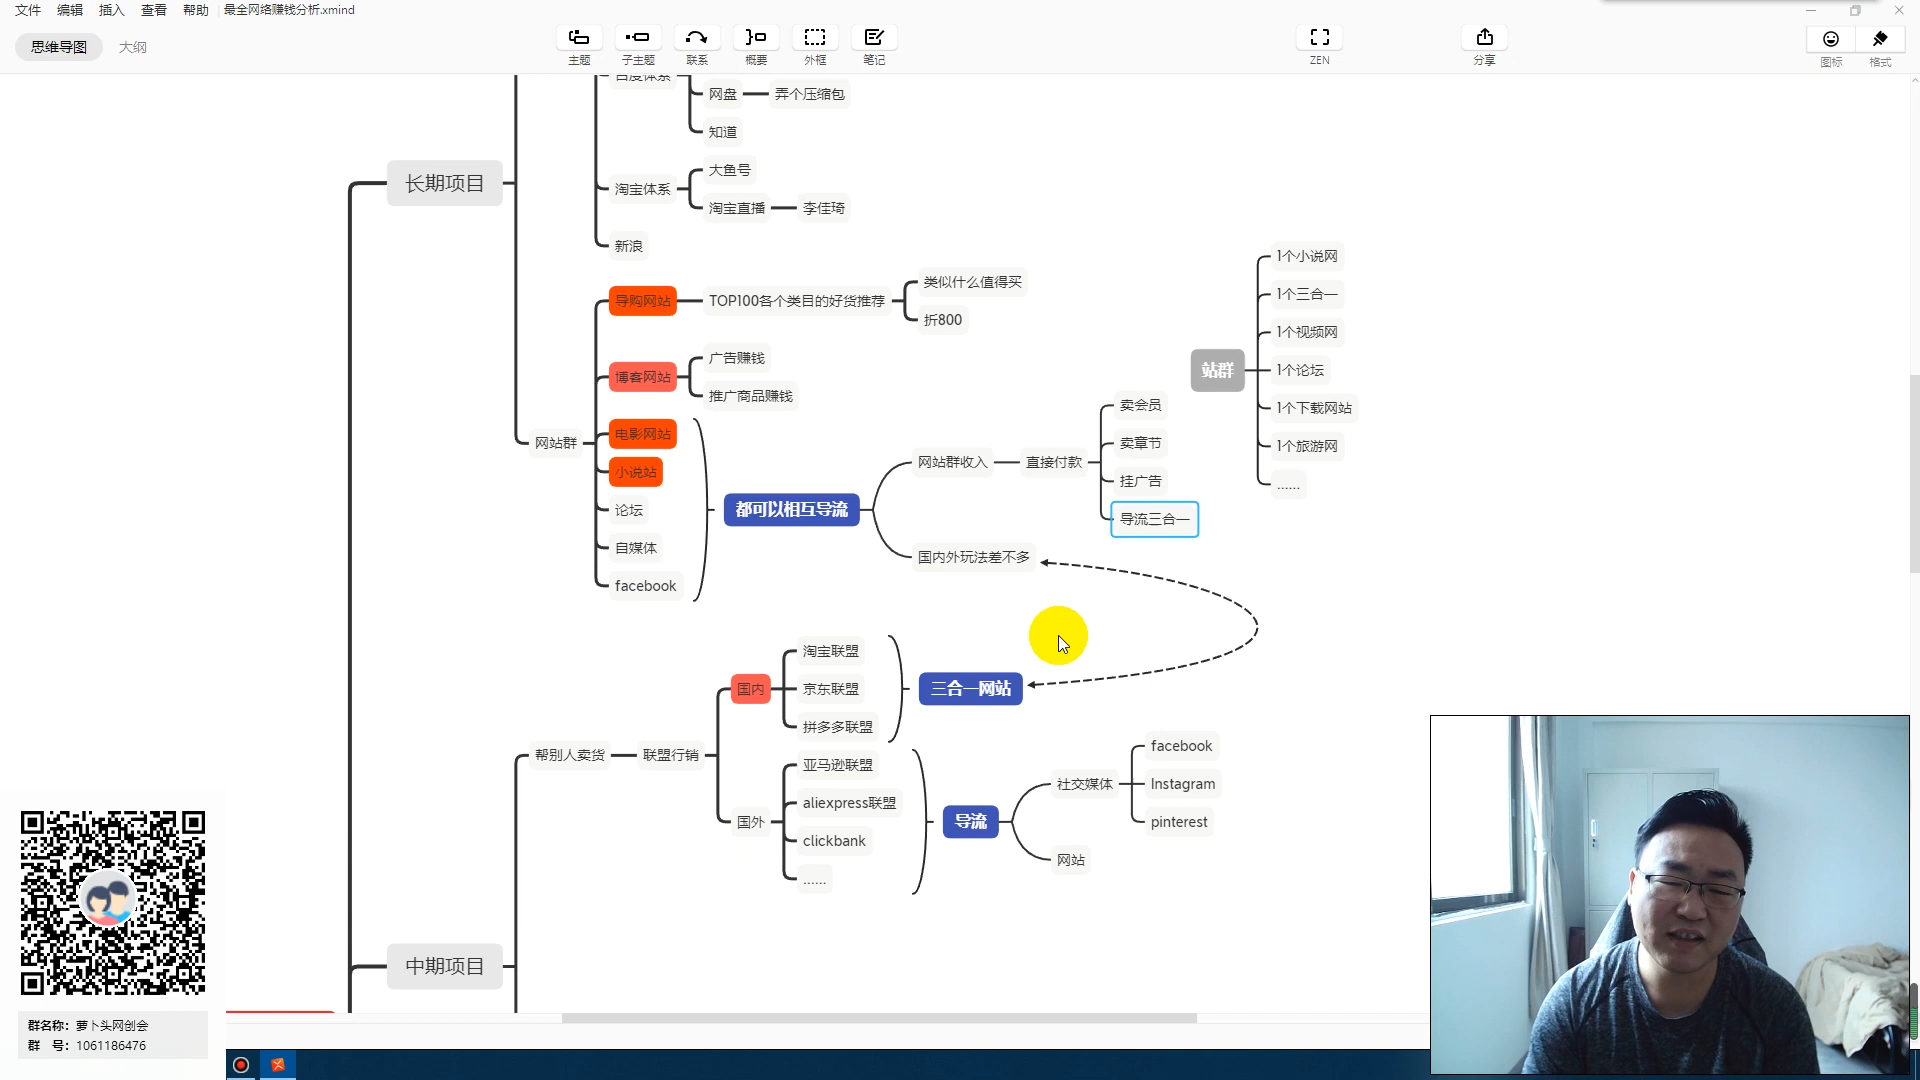 文件 编辑 插入 查看 帮助 最全网络赚钱分析.xmind
思维导图 大纲
主题 子主题 联系 概要 外框 笔记 ZEN 分享 图标 格式
百度体系
网盘 弄个压缩包
知道
长期项目
淘宝体系
大鱼号
淘宝直播 李佳琦
新浪
导购网站 TOP100各个类目的好货推荐
类似什么值得买
折800
博客网站
广告赚钱
推广商品赚钱
网站群
电影网站
小说站
论坛
自媒体
facebook
都可以相互导流
网站群收入 直接付款
卖会员
卖章节
挂广告
导流三合一
国内外玩法差不多
站群
1个小说网
1个三合一
1个视频网
1个论坛
1个下载网站
1个旅游网
......
帮别人卖货 联盟行销
国内
淘宝联盟
京东联盟
拼多多联盟
三合一网站
国外
亚马逊联盟
aliexpress联盟
clickbank
......
导流
社交媒体
facebook
Instagram
pinterest
网站
中期项目
群名称：萝卜头网创会
群 号：1061186476